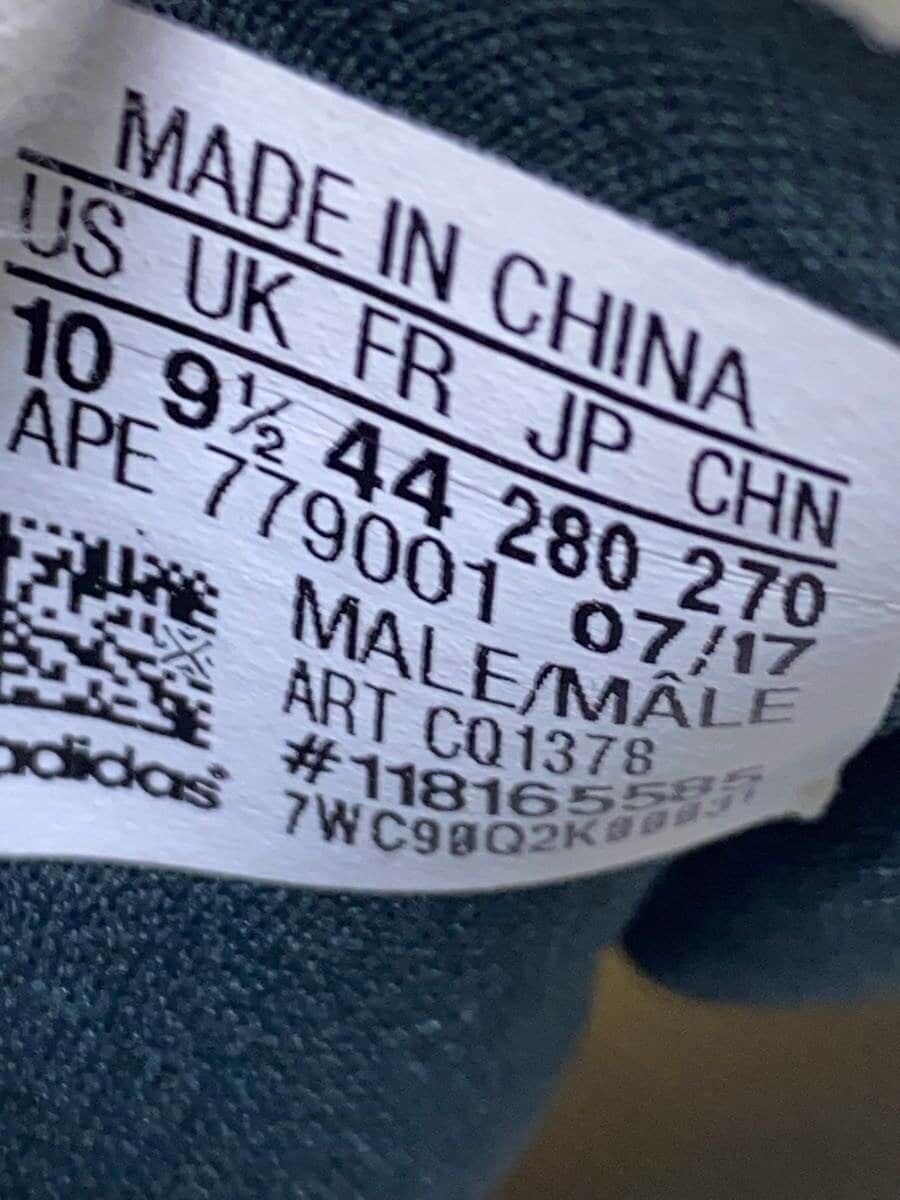 MADE IN CHINA
US UK FR JP CHN
10 9½ 44 280 270
APE 779001 07/17
MALE/MÂLE
ART CQ1378
#118165585
adidas